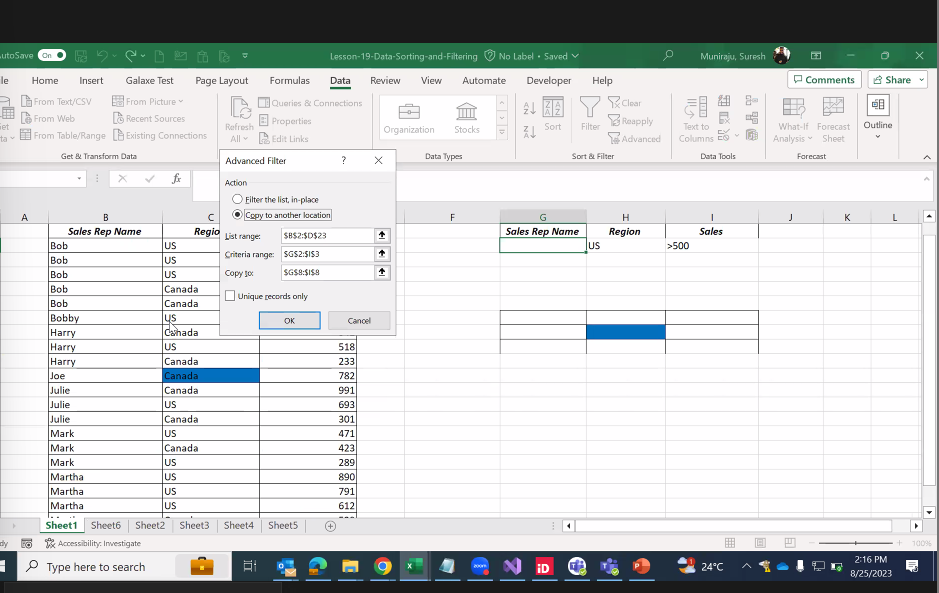 AutoSave On Lesson-19-Data-Sorting-and-Filtering No Label • Saved Muniraju, Suresh
Home Insert Galaxe Test Page Layout Formulas Data Review View Automate Developer Help Comments Share
From Text/CSV From Picture
From Web Recent Sources
From Table/Range Existing Connections
Get & Transform Data
Refresh
All
Queries & Connections
Properties
Edit Links
Organization Stocks
Data Types
Sort
Filter
Clear
Reapply
Advanced
Sort & Filter
Text to
Columns
Data Tools
What-If
Analysis
Forecast
Sheet
Forecast
Outline
Advanced Filter ?
Action
Filter the list, in-place
Copy to another location
List range: $B$2:$D$23
Criteria range: $G$2:$I$3
Copy to: $G$8:$I$8
Unique records only
OK Cancel
fx
A B C F G H I J K L
Sales Rep Name Regio Sales Rep Name Region Sales
Bob US US >500
Bob US
Bob US
Bob Canada
Bob Canada
Bobby US
Harry Canada
Harry US 518
Harry Canada 233
Joe Canada 782
Julie Canada 991
Julie US 693
Julie Canada 301
Mark US 471
Mark Canada 423
Mark US 289
Martha US 890
Martha US 791
Martha US 612
Sheet1 Sheet6 Sheet2 Sheet3 Sheet4 Sheet5
Accessibility: Investigate 100%
Type here to search
zoom
iD
24°C
2:16 PM
8/25/2023